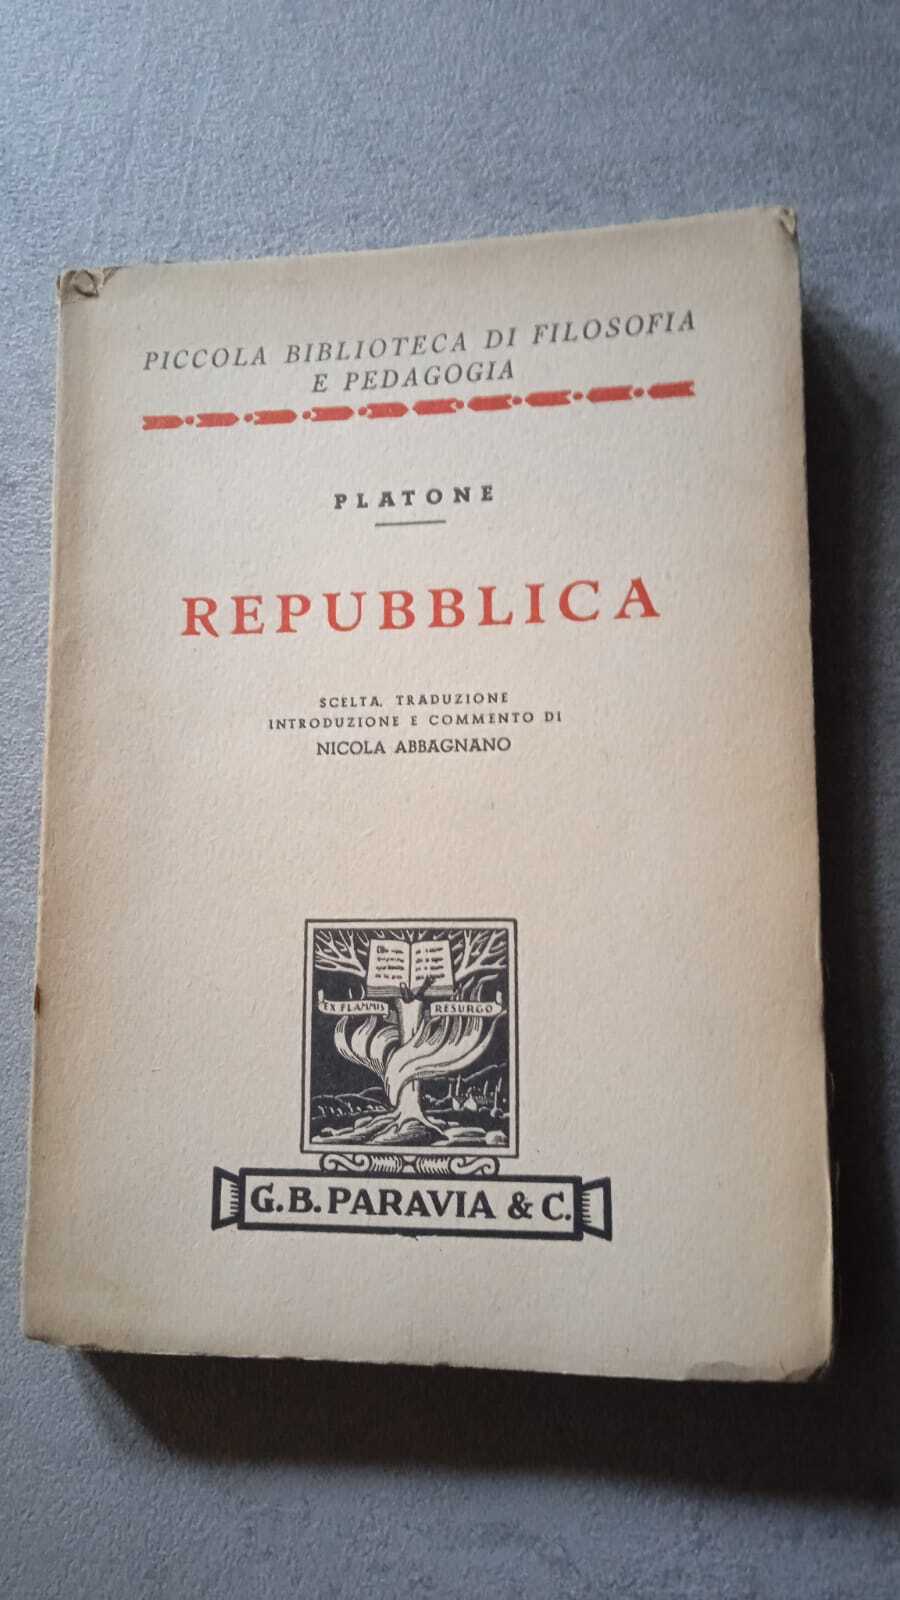 PICCOLA BIBLIOTECA DI FILOSOFIA
E PEDAGOGIA
PLATONE
REPUBBLICA
SCELTA, TRADUZIONE
INTRODUZIONE E COMMENTO DI
NICOLA ABBAGNANO
EX FLAMMIS RESURGO
G.B. PARAVIA & C.